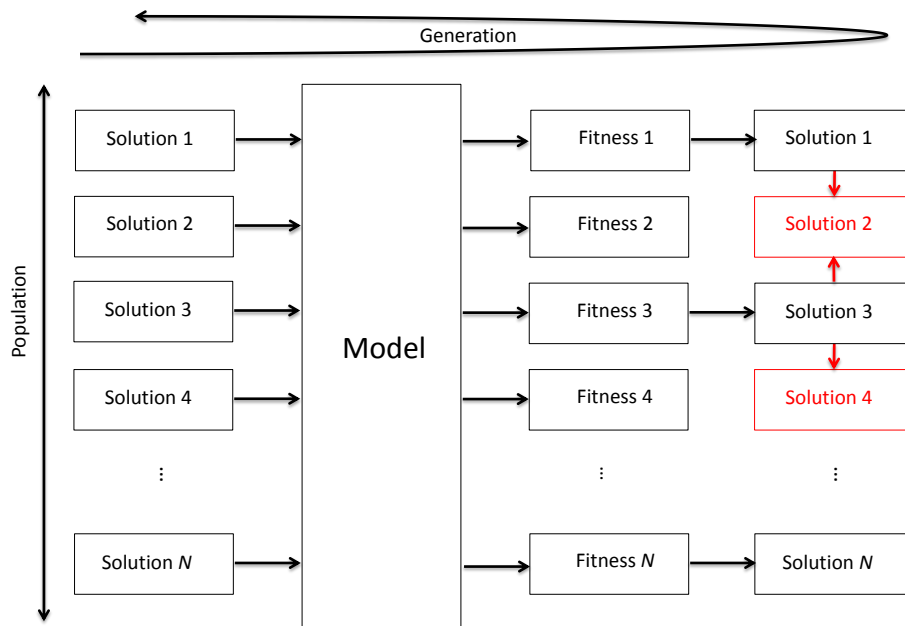 Generation
Population
Solution 1
Fitness 1
Solution 1
Solution 2
Fitness 2
Solution 2
Solution 3
Fitness 3
Solution 3
Model
Solution 4
Fitness 4
Solution 4
...
...
...
Solution N
Fitness N
Solution N